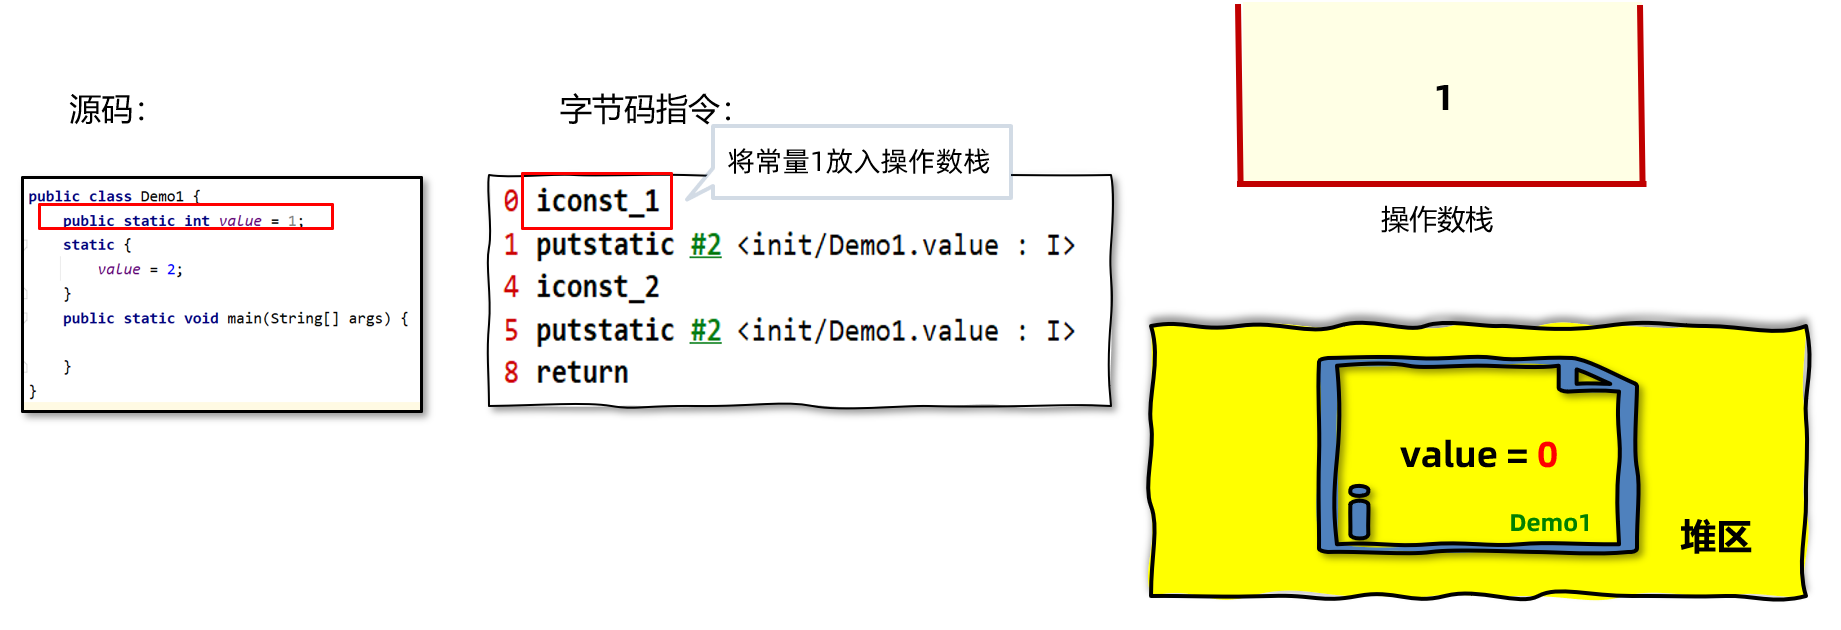 源码：
public class Demo1 {
public static int value = 1;
static {
value = 2;
}
public static void main(String[] args) {
}
}
字节码指令：
将常量1放入操作数栈
0 iconst_1
1 putstatic #2 <init/Demo1.value : I>
4 iconst_2
5 putstatic #2 <init/Demo1.value : I>
8 return
1
操作数栈
value = 0
Demo1
堆区